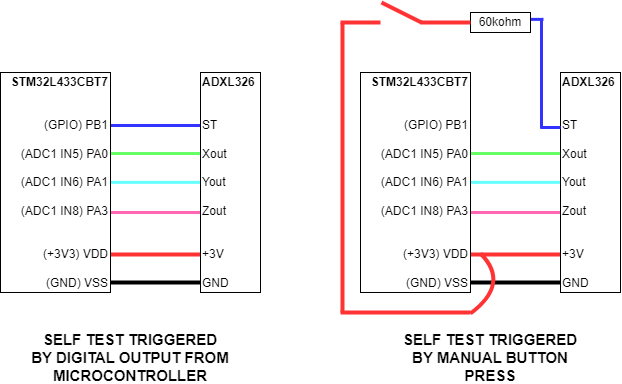 60kohm
STM32L433CBT7
ADXL326
(GPIO) PB1
ST
(ADC1 IN5) PA0
Xout
(ADC1 IN6) PA1
Yout
(ADC1 IN8) PA3
Zout
(+3V3) VDD
+3V
(GND) VSS
GND
SELF TEST TRIGGERED
BY DIGITAL OUTPUT FROM
MICROCONTROLLER
STM32L433CBT7
ADXL326
(GPIO) PB1
ST
(ADC1 IN5) PA0
Xout
(ADC1 IN6) PA1
Yout
(ADC1 IN8) PA3
Zout
(+3V3) VDD
+3V
(GND) VSS
GND
SELF TEST TRIGGERED
BY MANUAL BUTTON
PRESS